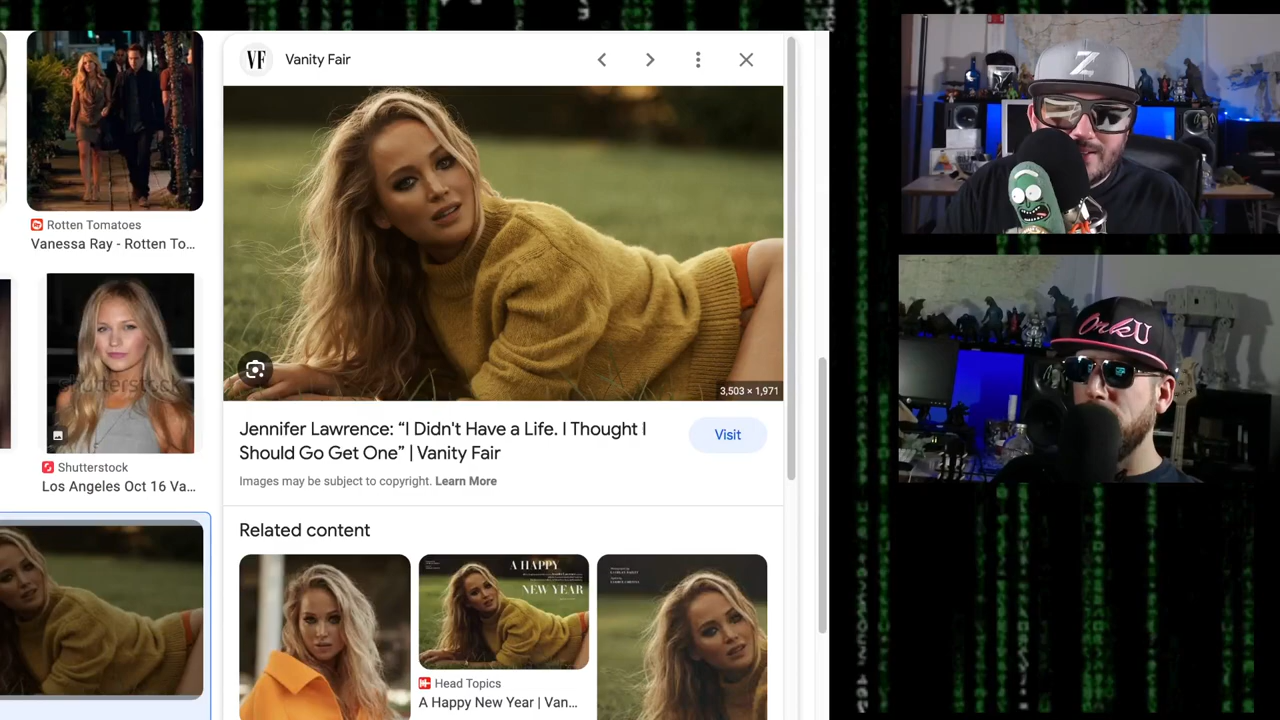 VF
Vanity Fair
Rotten Tomatoes
Vanessa Ray - Rotten To...
shutterstock
Shutterstock
Los Angeles Oct 16 Va...
3,503 × 1,971
Jennifer Lawrence: “I Didn't Have a Life. I Thought I
Should Go Get One” | Vanity Fair
Visit
Images may be subject to copyright. Learn More
Related content
A HAPPY
NEW YEAR
Head Topics
A Happy New Year | Van...
Z
OrkU